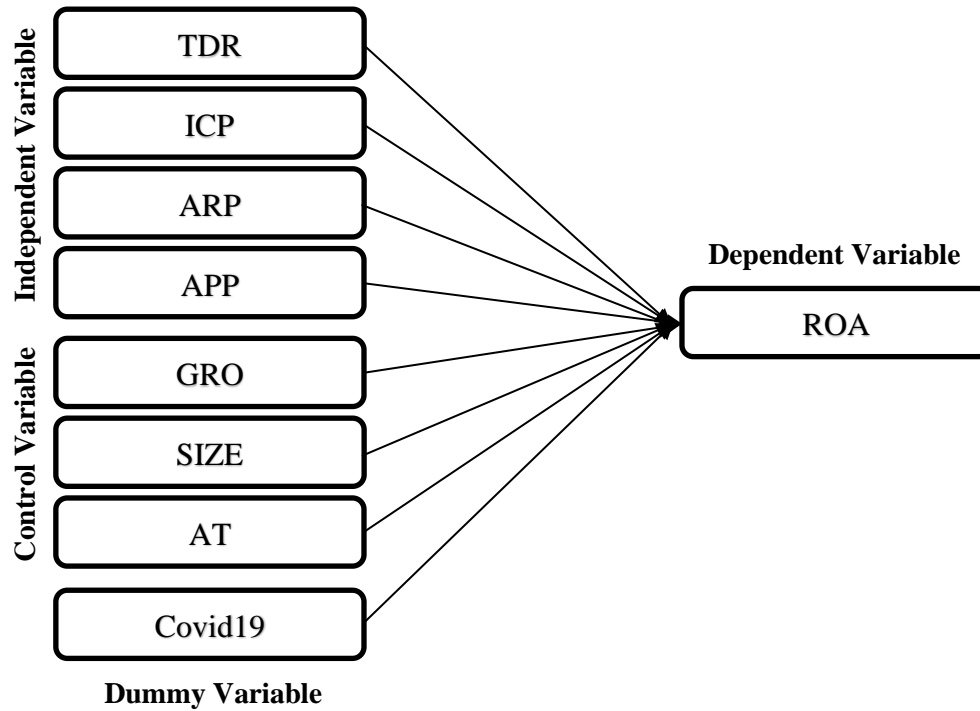 Independent Variable
TDR
ICP
ARP
APP
Control Variable
GRO
SIZE
AT
Covid19
Dummy Variable
Dependent Variable
ROA